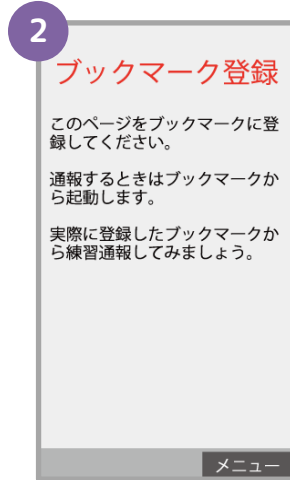 2
ブックマーク登録
このページをブックマークに登
録してください。
通報するときはブックマークか
ら起動します。
実際に登録したブックマークか
ら練習通報してみましょう。
メニュー